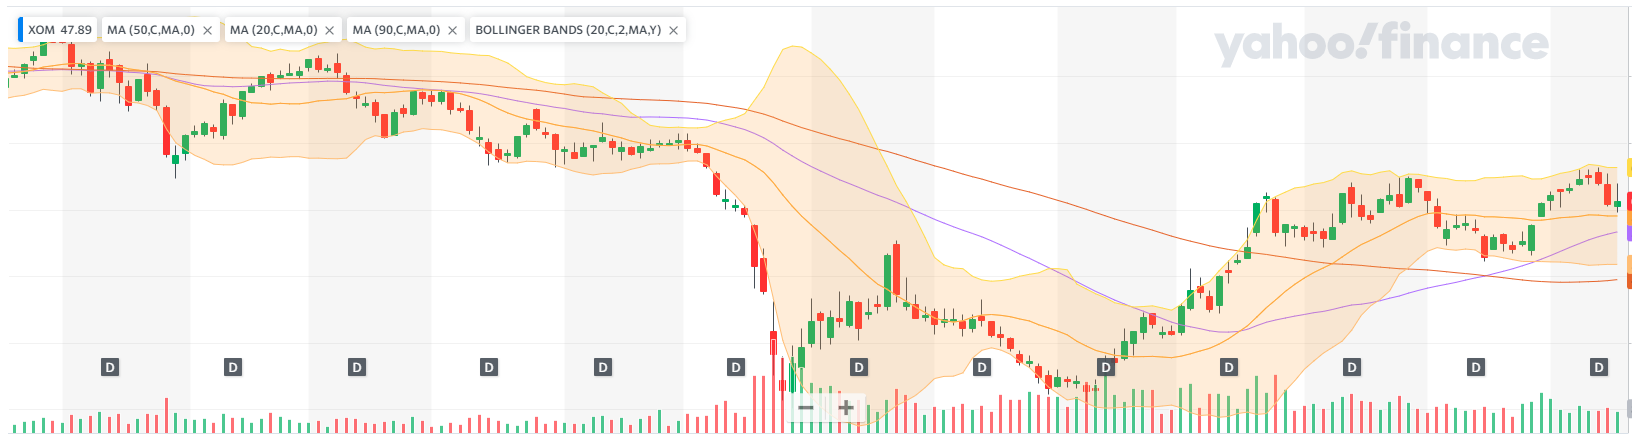 XOM 47.89 MA (50,C,MA,0) MA (20,C,MA,0) MA (90,C,MA,0) BOLLINGER BANDS (20,C,2,MA,Y)
yahoo!finance
D D D D D D D D D D D D D